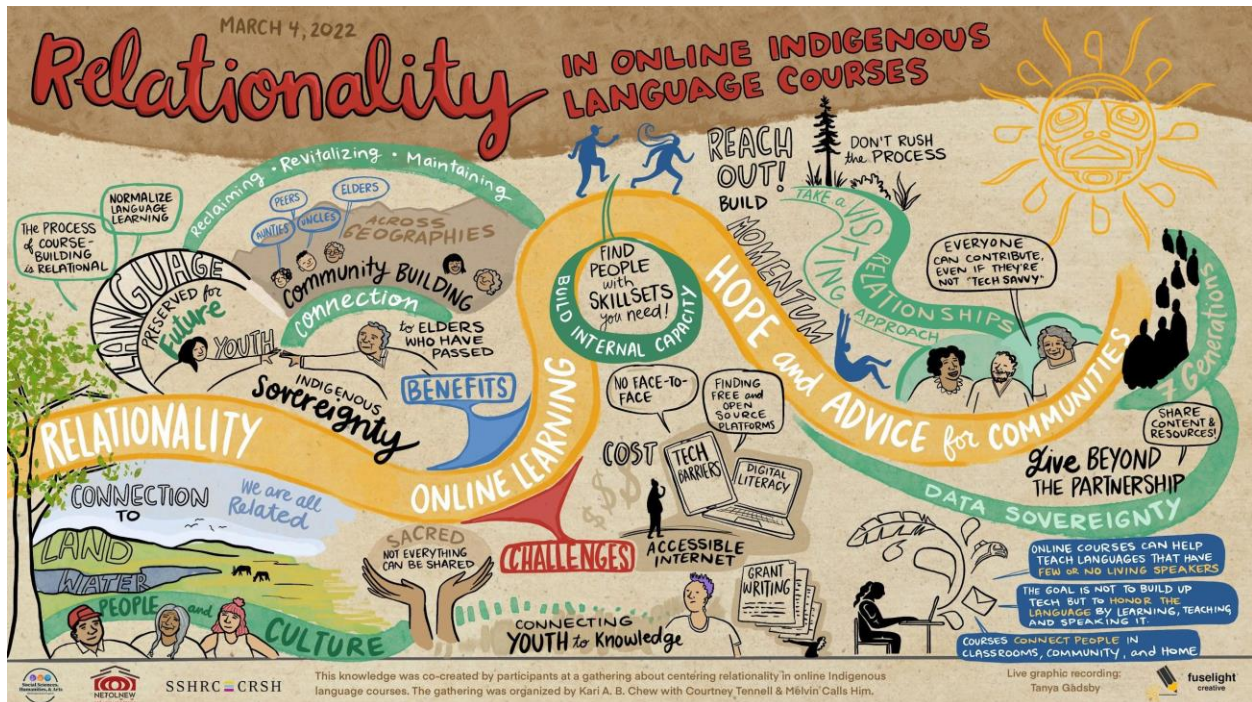 MARCH 4, 2022
Relationality
IN ONLINE INDIGENOUS
LANGUAGE COURSES
THE PROCESS
of COURSE-
BUILDING
is RELATIONAL
NORMALIZE
LANGUAGE
LEARNING
Reclaiming • Revitalizing • Maintaining
LANGUAGE
PRESERVED for
Future
YOUTH
AUNTIES
PEERS
UNCLES
ELDERS
ACROSS
GEOGRAPHIES
Community BUILDING
connection
to ELDERS
WHO HAVE
PASSED
INDIGENOUS
Sovereignty
BENEFITS
RELATIONALITY
ONLINE LEARNING
HOPE and ADVICE for COMMUNITIES
FIND
PEOPLE
with
SKILLSETS
you NEED!
BUILD INTERNAL CAPACITY
REACH
OUT!
BUILD
MOMENTUM
DON'T RUSH
the PROCESS
TAKE a VISITING
APPROACH
RELATIONSHIPS
EVERYONE
CAN CONTRIBUTE,
EVEN IF THEY'RE
NOT "TECH SAVVY"
7 Generations
SHARE
CONTENT &
RESOURCES!
Live BEYOND
THE PARTNERSHIP
DATA SOVEREIGNTY
CONNECTION
TO
LAND
WATER
We are all
Related
PEOPLE and
CULTURE
SACRED
NOT EVERYTHING
CAN BE SHARED
CHALLENGES
COST
$$$
NO FACE-TO-
FACE
FINDING
FREE and
OPEN
SOURCE
PLATFORMS
TECH
BARRIERS
DIGITAL
LITERACY
ACCESSIBLE
INTERNET
GRANT
WRITING
CONNECTING
YOUTH to KNOWLEDGE
ONLINE COURSES CAN HELP
TEACH LANGUAGES THAT HAVE
FEW OR NO LIVING SPEAKERS
THE GOAL IS NOT TO BUILD UP
TECH BUT TO HONOR THE
LANGUAGE BY LEARNING, TEACHING
AND SPEAKING IT.
COURSES CONNECT PEOPLE IN
CLASSROOMS, COMMUNITY, and HOME
Social Sciences,
Humanities, & Arts
NETOLNEW
SSHRC CRSH
This knowledge was co-created by participants at a gathering about centering relationality in online Indigenous
language courses. The gathering was organized by Kari A. B. Chew with Courtney Tennell & Melvin Calls Him.
Live graphic recording:
Tanya Gadsby
fuselight
creative